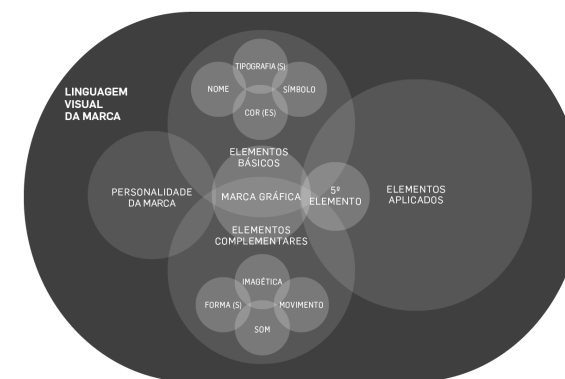 LINGUAGEM
VISUAL
DA MARCA
TIPOGRAFIA (S)
NOME
SÍMBOLO
COR (ES)
ELEMENTOS
BÁSICOS
PERSONALIDADE
DA MARCA
MARCA GRÁFICA
5º
ELEMENTO
ELEMENTOS
APLICADOS
ELEMENTOS
COMPLEMENTARES
IMAGÉTICA
FORMA (S)
MOVIMENTO
SOM